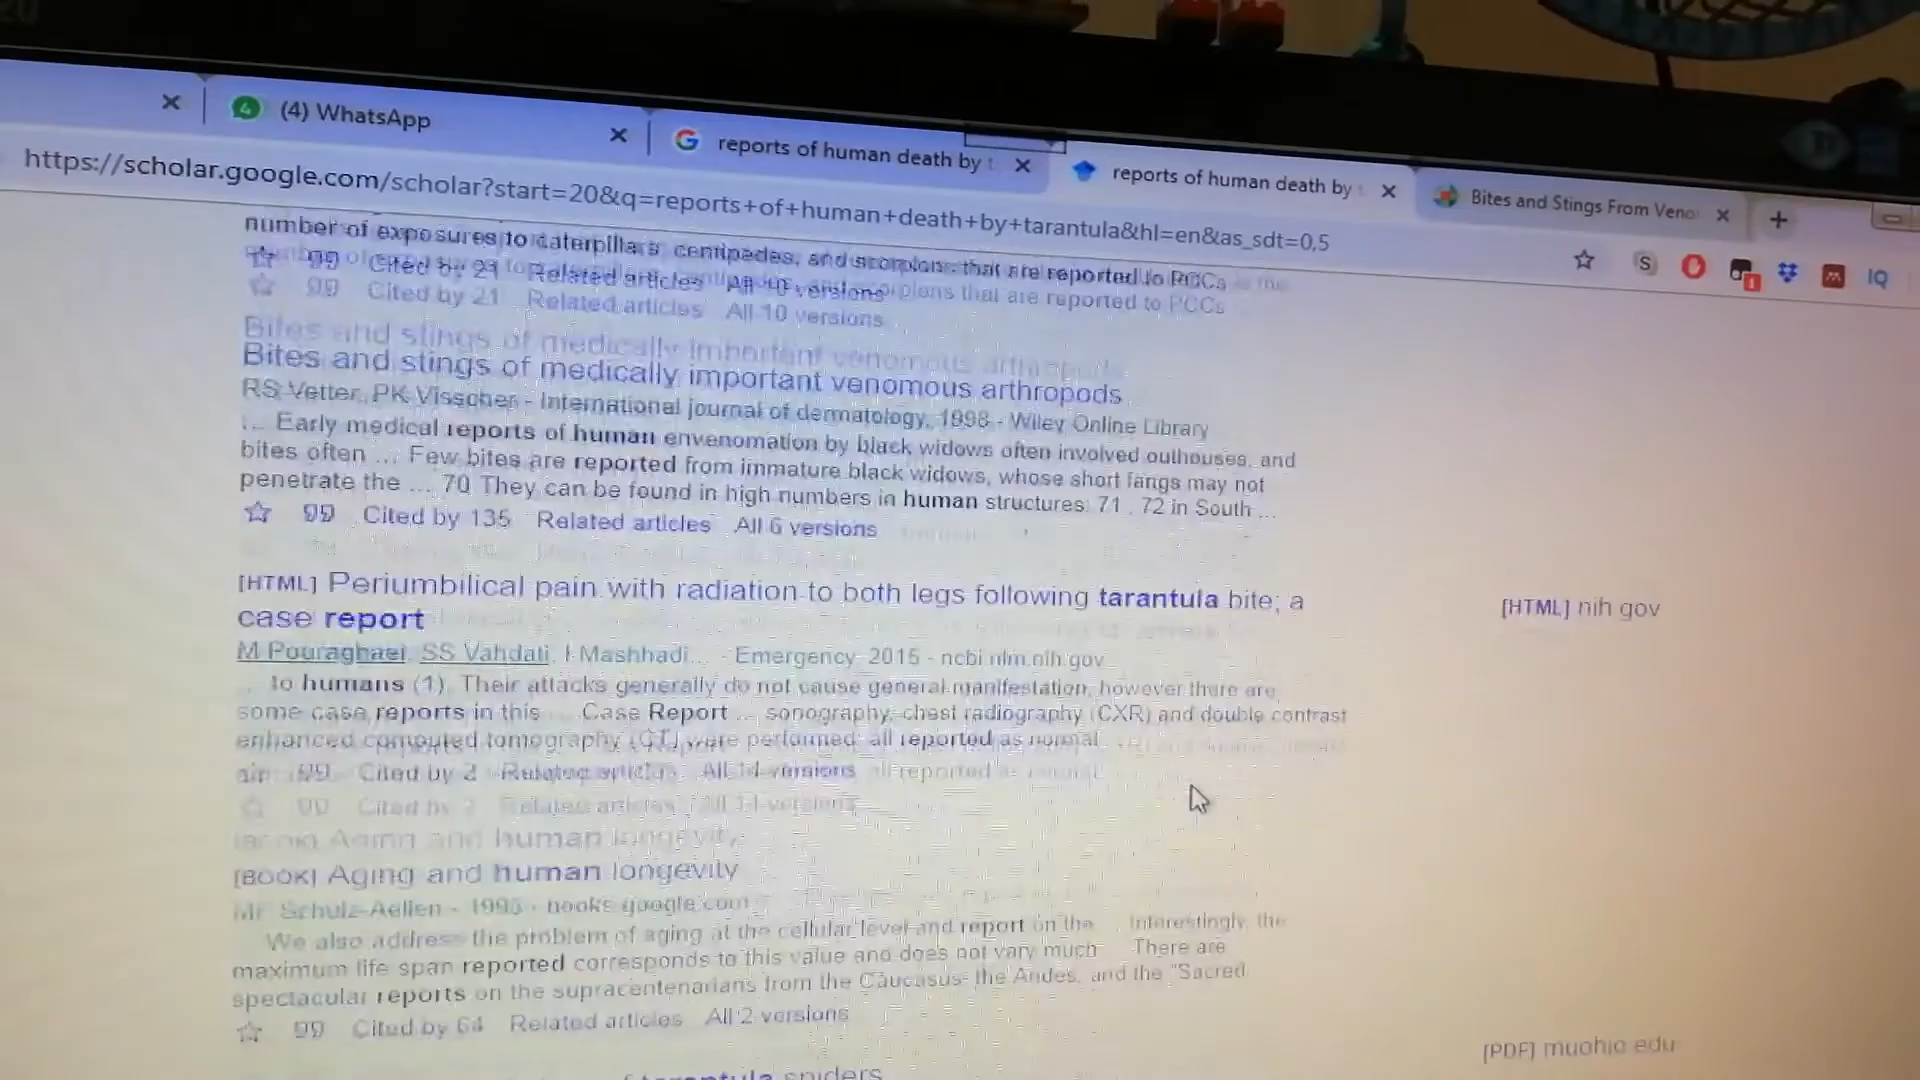 (4) WhatsApp
reports of human death by t
reports of human death by t
Bites and Stings From Veno
https://scholar.google.com/scholar?start=20&q=reports+of+human+death+by+tarantula&hl=en&as_sdt=0,5
S
IQ
number of exposures to caterpillars, centipedes, and scorpions that are reported to PCCs
Cited by 21 Related articles All 10 versions
Bites and stings of medically important venomous arthropods
RS Vetter, PK Visscher - International journal of dermatology, 1998 - Wiley Online Library
... Early medical reports of human envenomation by black widows often involved outhouses, and
bites often ... Few bites are reported from immature black widows, whose short fangs may not
penetrate the ... 70 They can be found in high numbers in human structures: 71 , 72 in South ...
Cited by 135 Related articles All 6 versions
[HTML] Periumbilical pain with radiation to both legs following tarantula bite; a
case report
[HTML] nih.gov
M Pouraghaei, SS Vahdati, I Mashhadi... - Emergency, 2015 - ncbi.nlm.nih.gov
to humans (1). Their attacks generally do not cause general manifestation, however there are
some case reports in this ... Case Report ... sonography, chest radiography (CXR) and double contrast
enhanced computed tomography (CT) were performed; all reported as normal
Cited by 2 Related articles All 14 versions
[BOOK] Aging and human longevity
Schulz-Aellen - books.google.com
We also address the problem of aging at the cellular level and report on the ... Interestingly, the
maximum life span reported corresponds to this value and does not vary much There are
spectacular reports on the supracentenarians from the Caucasus, the Andes, and the "Sacred
Cited by 64 Related articles All 2 versions
[PDF] muohio.edu
tarantula spiders